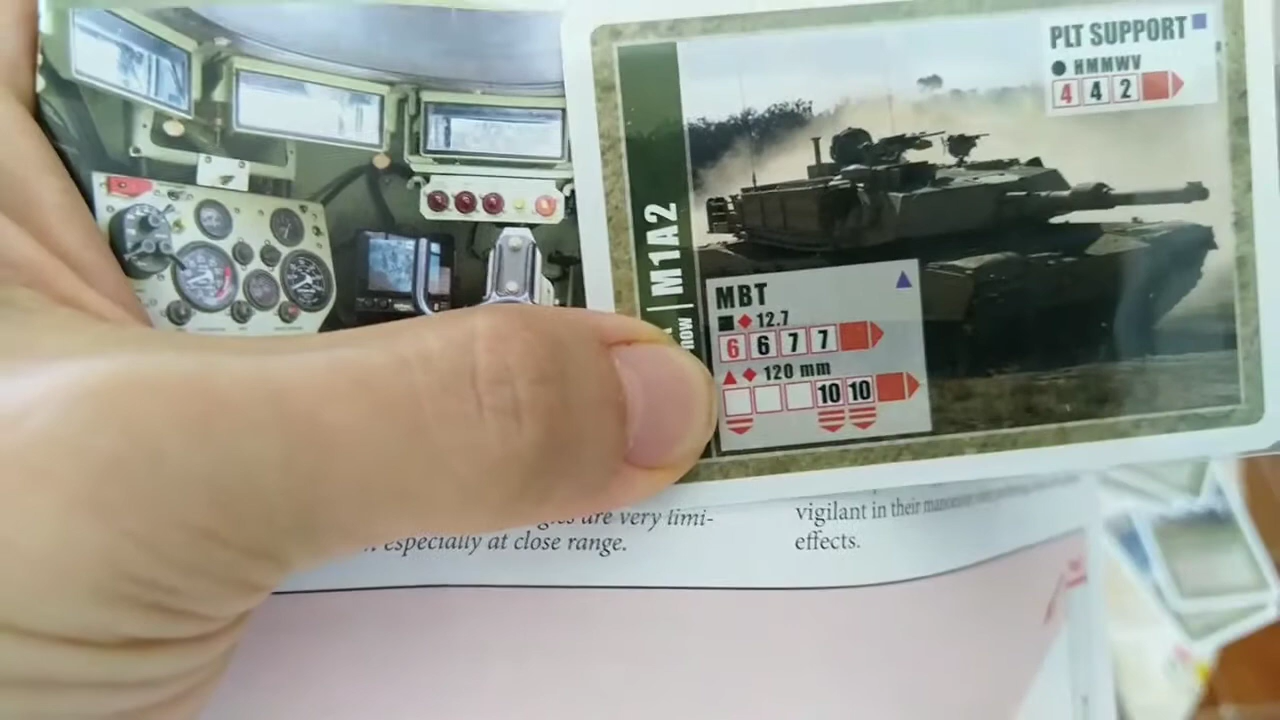 PLT SUPPORT
HMMWV
4 4 2
M1A2
now
MBT
12.7
6 6 7 7
120 mm
10 10
are very limi-
especially at close range.
vigilant in their
effects.